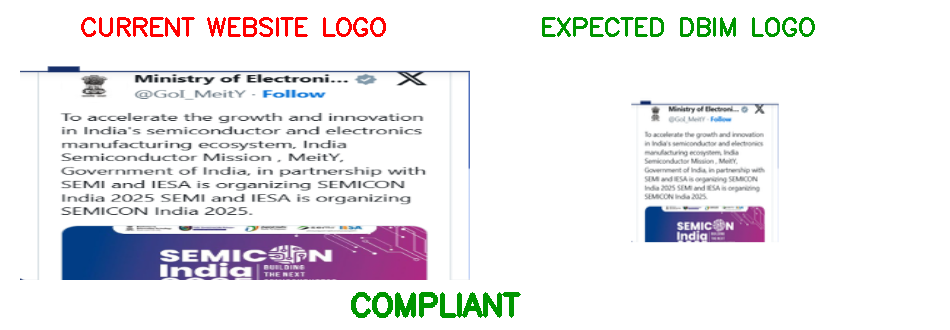 CURRENT WEBSITE LOGO
EXPECTED DBIM LOGO
Ministry of Electroni...
@GoI_MeitY · Follow
To accelerate the growth and innovation
in India's semiconductor and electronics
manufacturing ecosystem, India
Semiconductor Mission , MeitY,
Government of India, in partnership with
SEMI and IESA is organizing SEMICON
India 2025 SEMI and IESA is organizing
SEMICON India 2025.
SEMICON
India
BUILDING
THE NEXT
Ministry of Electroni...
@GoI_MeitY · Follow
To accelerate the growth and innovation
in India's semiconductor and electronics
manufacturing ecosystem, India
Semiconductor Mission , MeitY,
Government of India, in partnership with
SEMI and IESA is organizing SEMICON
India 2025 SEMI and IESA is organizing
SEMICON India 2025.
SEMICON
India
COMPLIANT